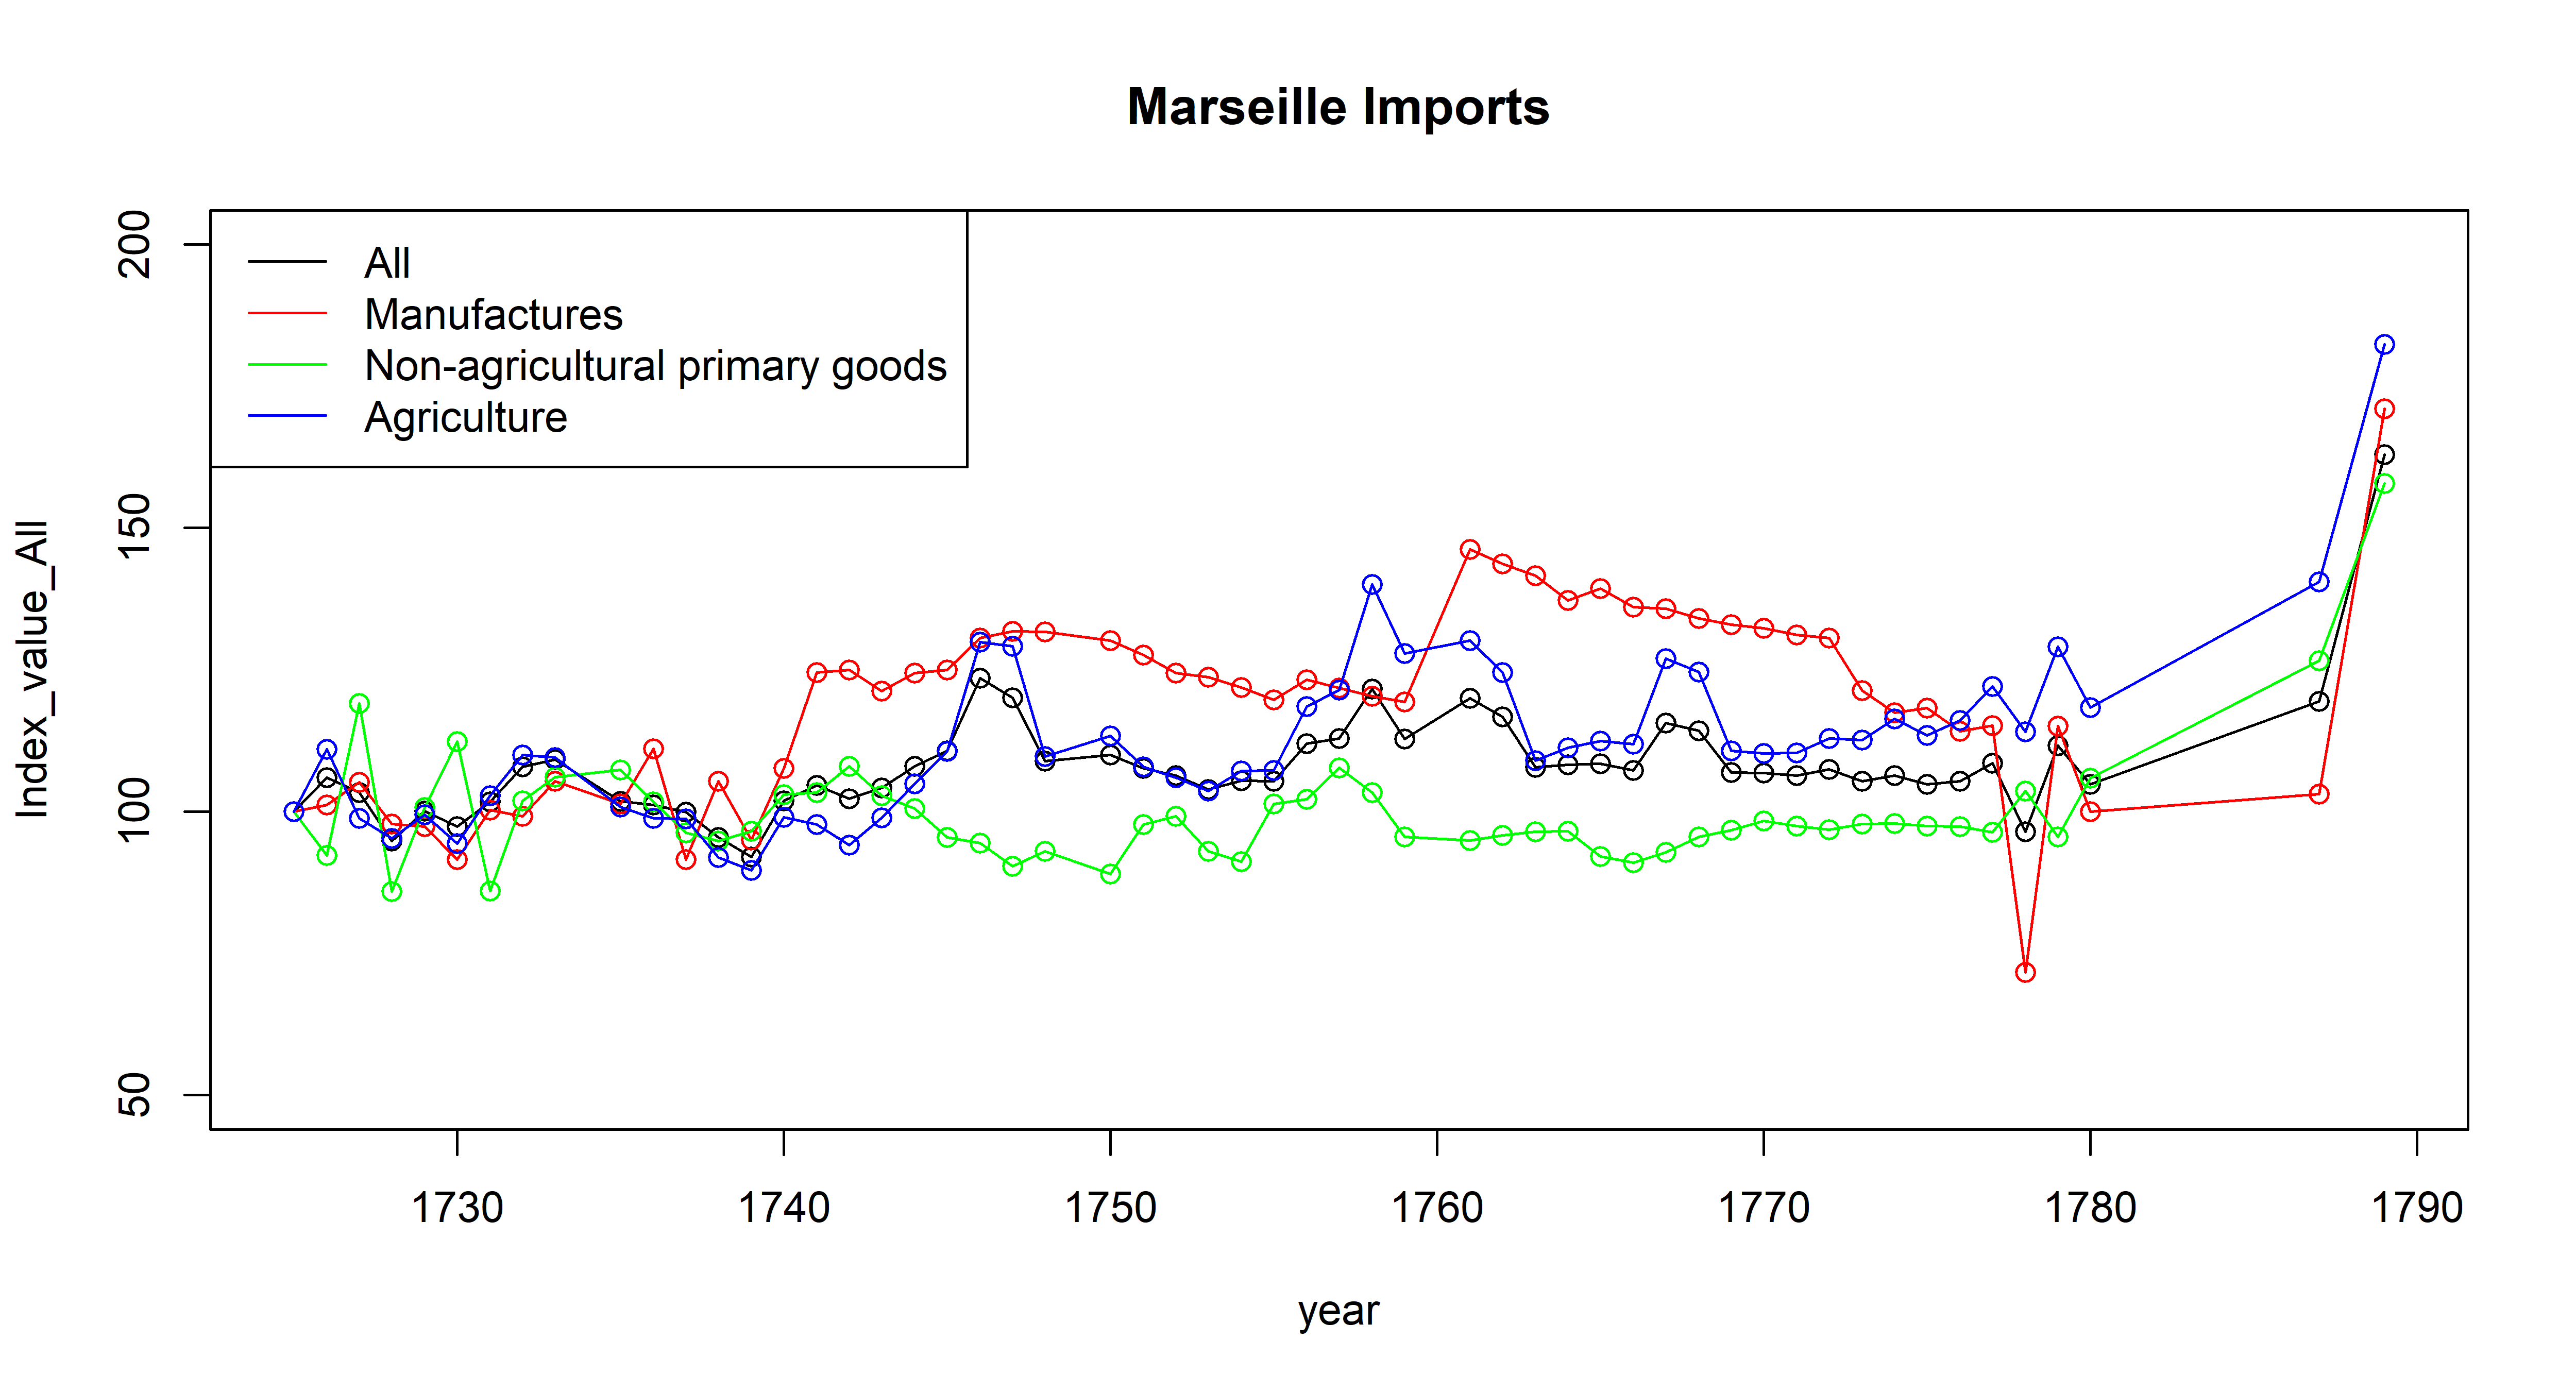 Marseille Imports
All
Manufactures
Non-agricultural primary goods
Agriculture
Index_value_All
200
150
100
50
1730 1740 1750 1760 1770 1780 1790
year